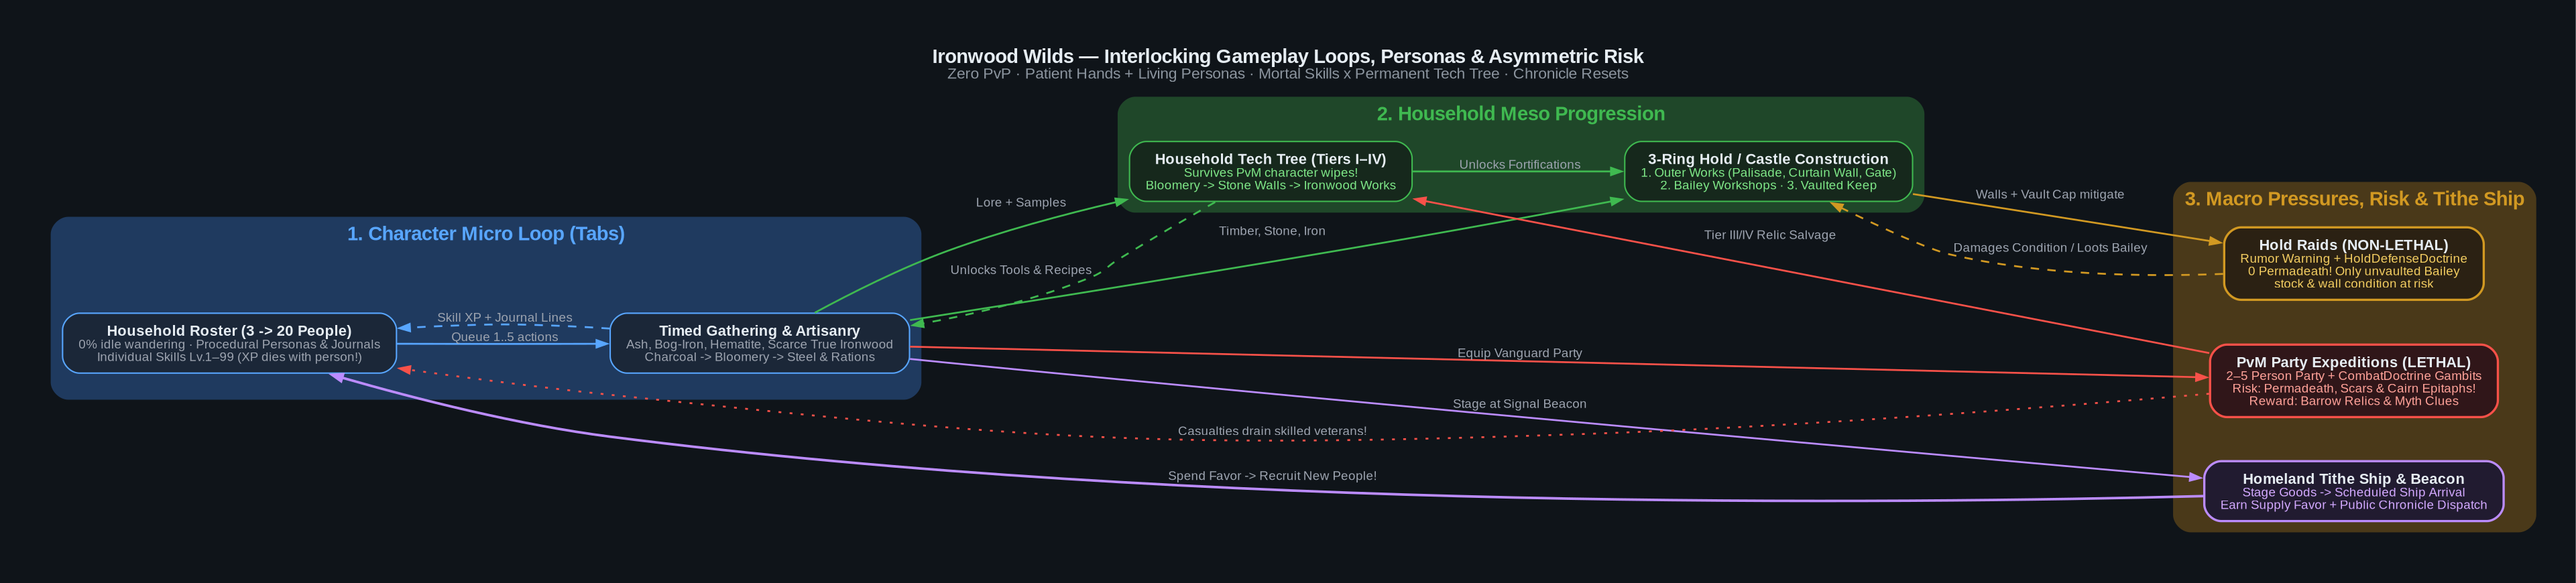 Ironwood Wilds — Interlocking Gameplay Loops, Personas & Asymmetric Risk
Zero PvP · Patient Hands + Living Personas · Mortal Skills x Permanent Tech Tree · Chronicle Resets
1. Character Micro Loop (Tabs)
Household Roster (3 -> 20 People)
0% idle wandering · Procedural Personas & Journals
Individual Skills Lv.1–99 (XP dies with person!)
Skill XP + Journal Lines
Queue 1..5 actions
Timed Gathering & Artisanry
Ash, Bog-Iron, Hematite, Scarce True Ironwood
Charcoal -> Bloomery -> Steel & Rations
2. Household Meso Progression
Household Tech Tree (Tiers I–IV)
Survives PvM character wipes!
Bloomery -> Stone Walls -> Ironwood Works
Unlocks Fortifications
3-Ring Hold / Castle Construction
1. Outer Works (Palisade, Curtain Wall, Gate)
2. Bailey Workshops · 3. Vaulted Keep
Lore + Samples
Timber, Stone, Iron
Unlocks Tools & Recipes
Tier III/IV Relic Salvage
Walls + Vault Cap mitigate
Damages Condition / Loots Bailey
3. Macro Pressures, Risk & Tithe Ship
Hold Raids (NON-LETHAL)
Rumor Warning + HoldDefenseDoctrine
0 Permadeath! Only unvaulted Bailey
stock & wall condition at risk
Equip Vanguard Party
PvM Party Expeditions (LETHAL)
2–5 Person Party + CombatDoctrine Gambits
Risk: Permadeath, Scars & Cairn Epitaphs!
Reward: Barrow Relics & Myth Clues
Stage at Signal Beacon
Casualties drain skilled veterans!
Spend Favor -> Recruit New People!
Homeland Tithe Ship & Beacon
Stage Goods -> Scheduled Ship Arrival
Earn Supply Favor + Public Chronicle Dispatch